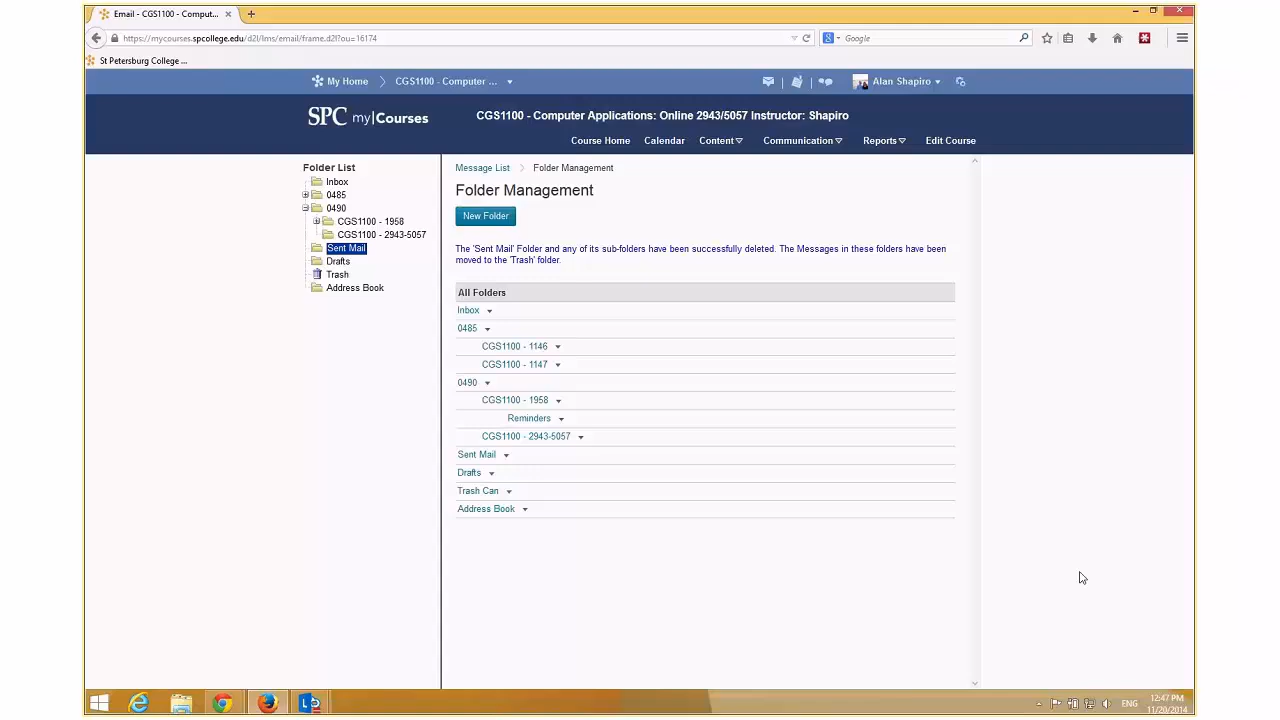 Email - CGS1100 - Comput...
https://mycourses.spcollege.edu/d2l/lms/email/frame.d2l?ou=16174
Google
St Petersburg College ...
My Home
CGS1100 - Computer ...
Alan Shapiro
SPC my|Courses
CGS1100 - Computer Applications: Online 2943/5057 Instructor: Shapiro
Course Home Calendar Content Communication Reports Edit Course
Folder List
Inbox
0485
0490
CGS1100 - 1958
CGS1100 - 2943-5057
Sent Mail
Drafts
Trash
Address Book
Message List Folder Management
Folder Management
New Folder
The 'Sent Mail' Folder and any of its sub-folders have been successfully deleted. The Messages in these folders have been
moved to the 'Trash' folder.
All Folders
Inbox
0485
CGS1100 - 1146
CGS1100 - 1147
0490
CGS1100 - 1958
Reminders
CGS1100 - 2943-5057
Sent Mail
Drafts
Trash Can
Address Book
ENG
12:47 PM
11/20/2014